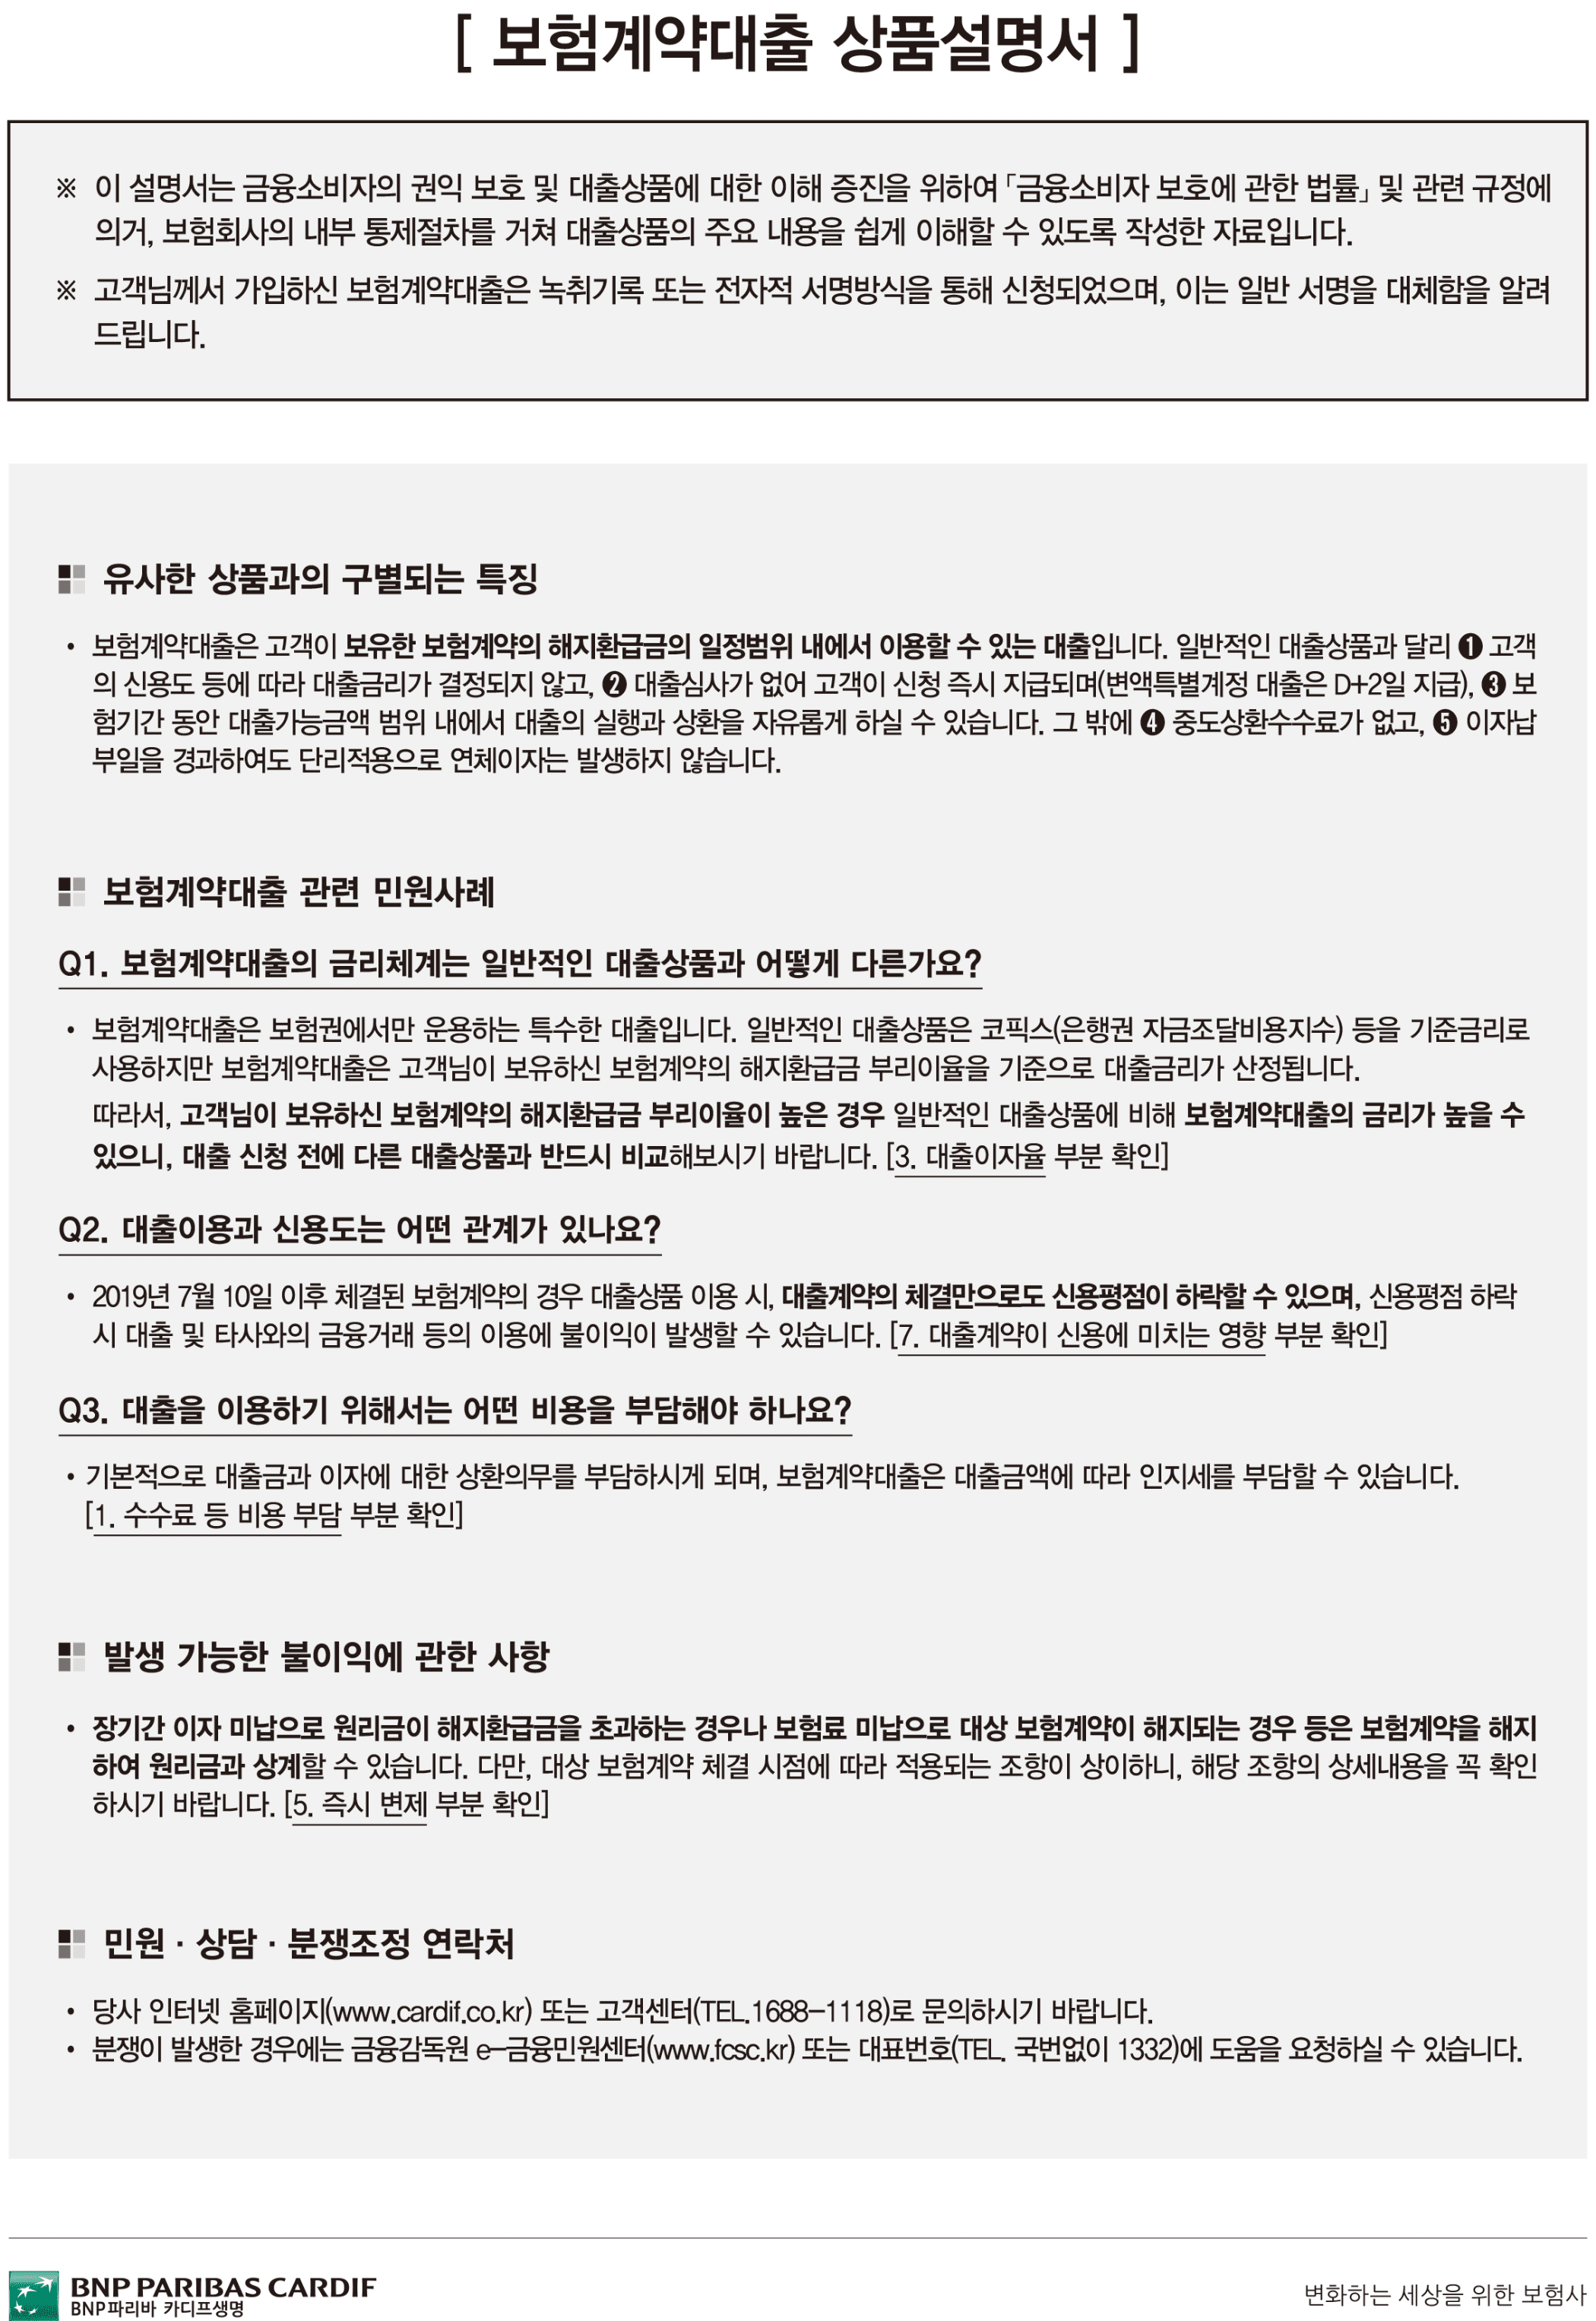 [ 보험계약대출 상품설명서 ]
※ 이 설명서는 금융소비자의 권익 보호 및 대출상품에 대한 이해 증진을 위하여 「금융소비자 보호에 관한 법률」 및 관련 규정에
의거, 보험회사의 내부 통제절차를 거쳐 대출상품의 주요 내용을 쉽게 이해할 수 있도록 작성한 자료입니다.
※ 고객님께서 가입하신 보험계약대출은 녹취기록 또는 전자적 서명방식을 통해 신청되었으며, 이는 일반 서명을 대체함을 알려
드립니다.
유사한 상품과의 구별되는 특징
• 보험계약대출은 고객이 보유한 보험계약의 해지환급금의 일정범위 내에서 이용할 수 있는 대출입니다. 일반적인 대출상품과 달리 ❶ 고객
의 신용도 등에 따라 대출금리가 결정되지 않고, ❷ 대출심사가 없어 고객이 신청 즉시 지급되며(변액특별계정 대출은 D+2일 지급), ❸ 보
험기간 동안 대출가능금액 범위 내에서 대출의 실행과 상환을 자유롭게 하실 수 있습니다. 그 밖에 ❹ 중도상환수수료가 없고, ❺ 이자납
부일을 경과하여도 단리적용으로 연체이자는 발생하지 않습니다.
보험계약대출 관련 민원사례
Q1. 보험계약대출의 금리체계는 일반적인 대출상품과 어떻게 다른가요?
• 보험계약대출은 보험권에서만 운용하는 특수한 대출입니다. 일반적인 대출상품은 코픽스(은행권 자금조달비용지수) 등을 기준금리로
사용하지만 보험계약대출은 고객님이 보유하신 보험계약의 해지환급금 부리이율을 기준으로 대출금리가 산정됩니다.
따라서, 고객님이 보유하신 보험계약의 해지환급금 부리이율이 높은 경우 일반적인 대출상품에 비해 보험계약대출의 금리가 높을 수
있으니, 대출 신청 전에 다른 대출상품과 반드시 비교해보시기 바랍니다. [3. 대출이자율 부분 확인]
Q2. 대출이용과 신용도는 어떤 관계가 있나요?
• 2019년 7월 10일 이후 체결된 보험계약의 경우 대출상품 이용 시, 대출계약의 체결만으로도 신용평점이 하락할 수 있으며, 신용평점 하락
시 대출 및 타사와의 금융거래 등의 이용에 불이익이 발생할 수 있습니다. [7. 대출계약이 신용에 미치는 영향 부분 확인]
Q3. 대출을 이용하기 위해서는 어떤 비용을 부담해야 하나요?
• 기본적으로 대출금과 이자에 대한 상환의무를 부담하시게 되며, 보험계약대출은 대출금액에 따라 인지세를 부담할 수 있습니다.
[1. 수수료 등 비용 부담 부분 확인]
발생 가능한 불이익에 관한 사항
• 장기간 이자 미납으로 원리금이 해지환급금을 초과하는 경우나 보험료 미납으로 대상 보험계약이 해지되는 경우 등은 보험계약을 해지
하여 원리금과 상계할 수 있습니다. 다만, 대상 보험계약 체결 시점에 따라 적용되는 조항이 상이하니, 해당 조항의 상세내용을 꼭 확인
하시기 바랍니다. [5. 즉시 변제 부분 확인]
민원 · 상담 · 분쟁조정 연락처
• 당사 인터넷 홈페이지(www.cardif.co.kr) 또는 고객센터(TEL.1688-1118)로 문의하시기 바랍니다.
• 분쟁이 발생한 경우에는 금융감독원 e-금융민원센터(www.fcsc.kr) 또는 대표번호(TEL. 국번없이 1332)에 도움을 요청하실 수 있습니다.
BNP PARIBAS CARDIF
BNP파리바 카디프생명
변화하는 세상을 위한 보험사